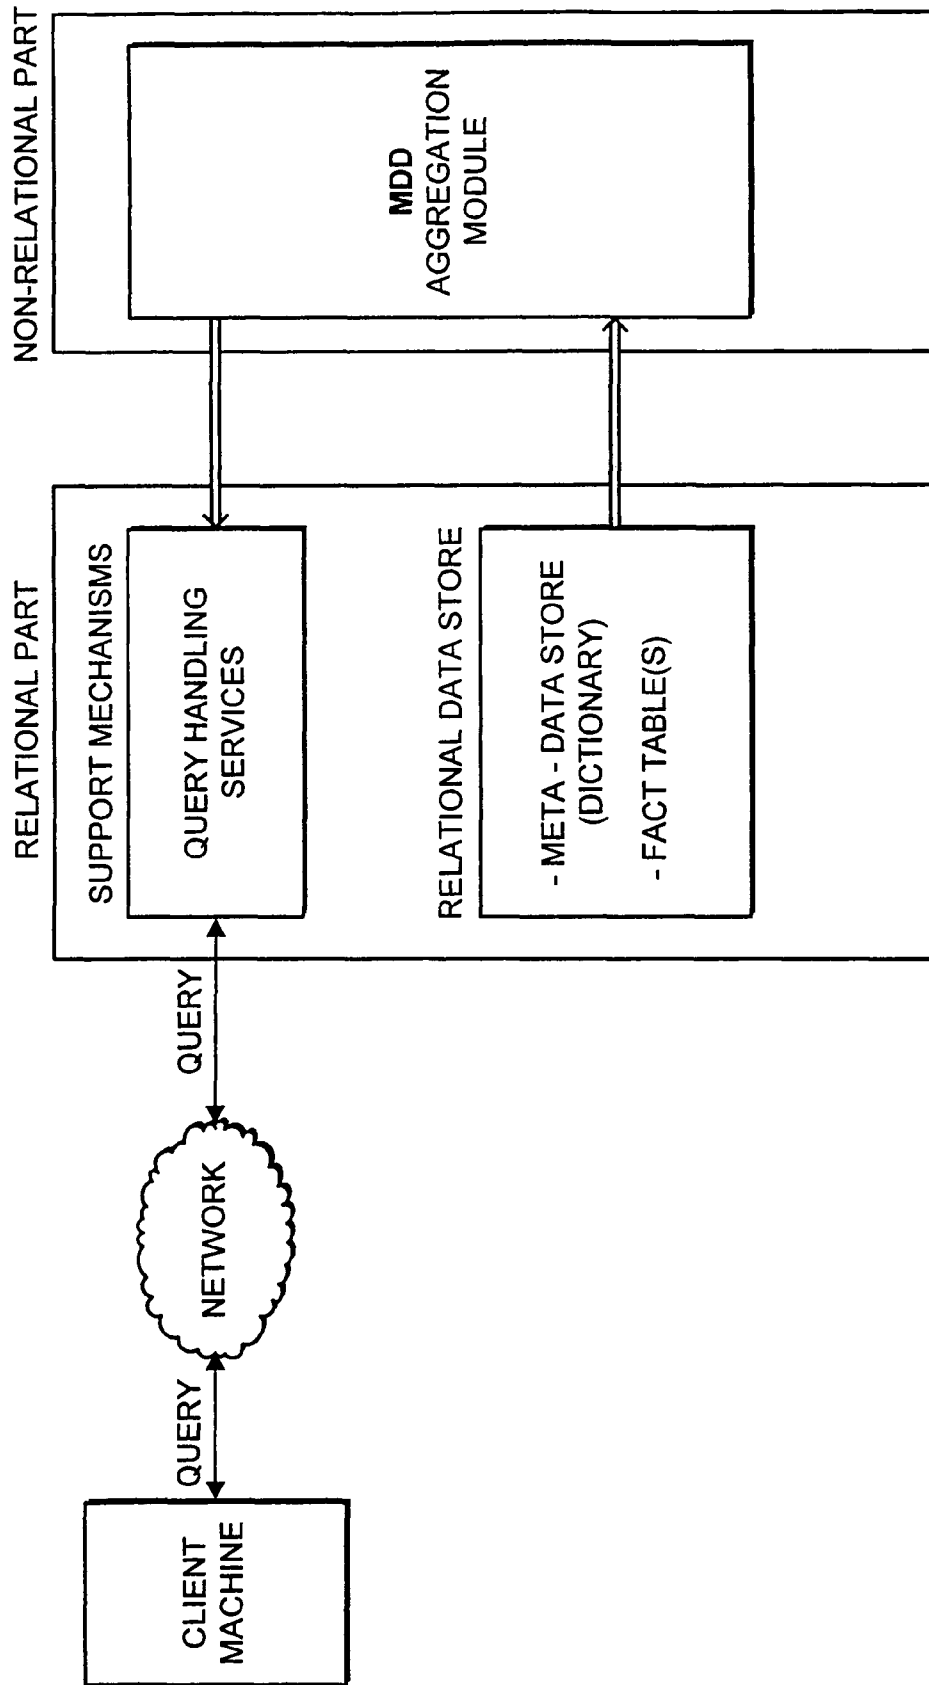 CLIENT
MACHINE
QUERY
NETWORK
QUERY
RELATIONAL PART
SUPPORT MECHANISMS
QUERY HANDLING
SERVICES
RELATIONAL DATA STORE
- META - DATA STORE
(DICTIONARY)
- FACT TABLE(S)
NON-RELATIONAL PART
MDD
AGGREGATION
MODULE